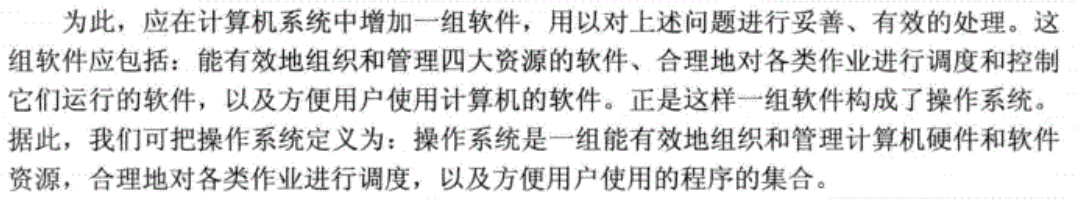 为此，应在计算机系统中增加一组软件，用以对上述问题进行妥善、有效的处理。这
组软件应包括：能有效地组织和管理四大资源的软件、合理地对各类作业进行调度和控制
它们运行的软件，以及方便用户使用计算机的软件。正是这样一组软件构成了操作系统。
据此，我们可把操作系统定义为：操作系统是一组能有效地组织和管理计算机硬件和软件
资源，合理地对各类作业进行调度，以及方便用户使用的程序的集合。